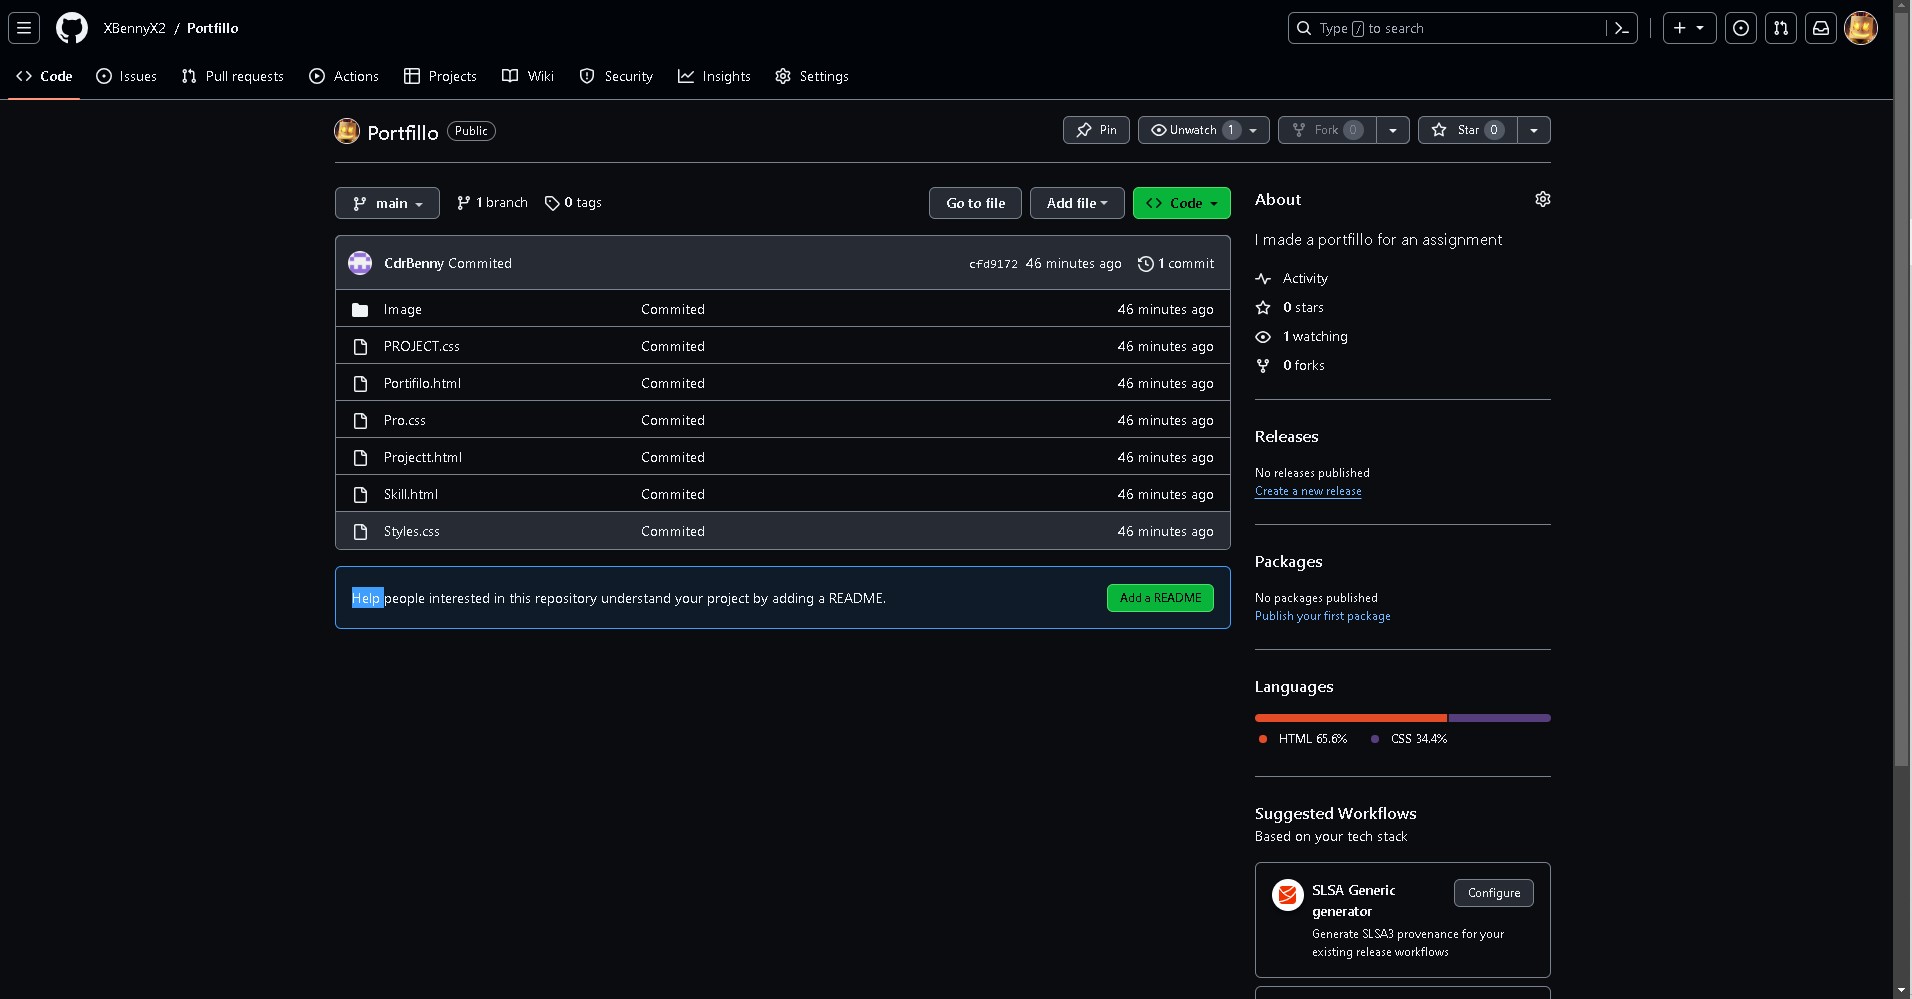 XBennyX2 / Portfillo
Type / to search
Code Issues Pull requests Actions Projects Wiki Security Insights Settings
Portfillo Public
Pin Unwatch 1 Fork 0 Star 0
main 1 branch 0 tags
Go to file Add file Code
CdrBenny Commited cfd9172 46 minutes ago 1 commit
Image Commited 46 minutes ago
PROJECT.css Commited 46 minutes ago
Portifilo.html Commited 46 minutes ago
Pro.css Commited 46 minutes ago
Projectt.html Commited 46 minutes ago
Skill.html Commited 46 minutes ago
Styles.css Commited 46 minutes ago
Help people interested in this repository understand your project by adding a README. Add a README
About
I made a portfillo for an assignment
Activity
0 stars
1 watching
0 forks
Releases
No releases published
Create a new release
Packages
No packages published
Publish your first package
Languages
HTML 65.6% CSS 34.4%
Suggested Workflows
Based on your tech stack
SLSA Generic
generator
Configure
Generate SLSA3 provenance for your
existing release workflows